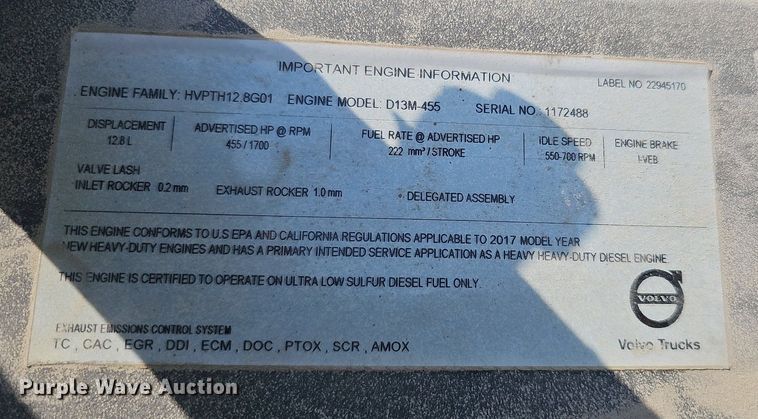 IMPORTANT ENGINE INFORMATION
LABEL NO 22945170
ENGINE FAMILY: HVPTH12.8G01 ENGINE MODEL: D13M-455 SERIAL NO: 1172488
DISPLACEMENT ADVERTISED HP @ RPM FUEL RATE @ ADVERTISED HP IDLE SPEED ENGINE BRAKE
12.8 L 455 / 1700 222 mm³ / STROKE 550-700 RPM I-VEB
VALVE LASH
INLET ROCKER 0.2 mm EXHAUST ROCKER 1.0 mm DELEGATED ASSEMBLY
THIS ENGINE CONFORMS TO U.S EPA AND CALIFORNIA REGULATIONS APPLICABLE TO 2017 MODEL YEAR
NEW HEAVY-DUTY ENGINES AND HAS A PRIMARY INTENDED SERVICE APPLICATION AS A HEAVY HEAVY-DUTY DIESEL ENGINE
THIS ENGINE IS CERTIFIED TO OPERATE ON ULTRA LOW SULFUR DIESEL FUEL ONLY.
VOLVO
EXHAUST EMISSIONS CONTROL SYSTEM
TC , CAC , EGR , DDI , ECM , DOC , PTOX , SCR , AMOX
Volvo Trucks
Purple Wave Auction